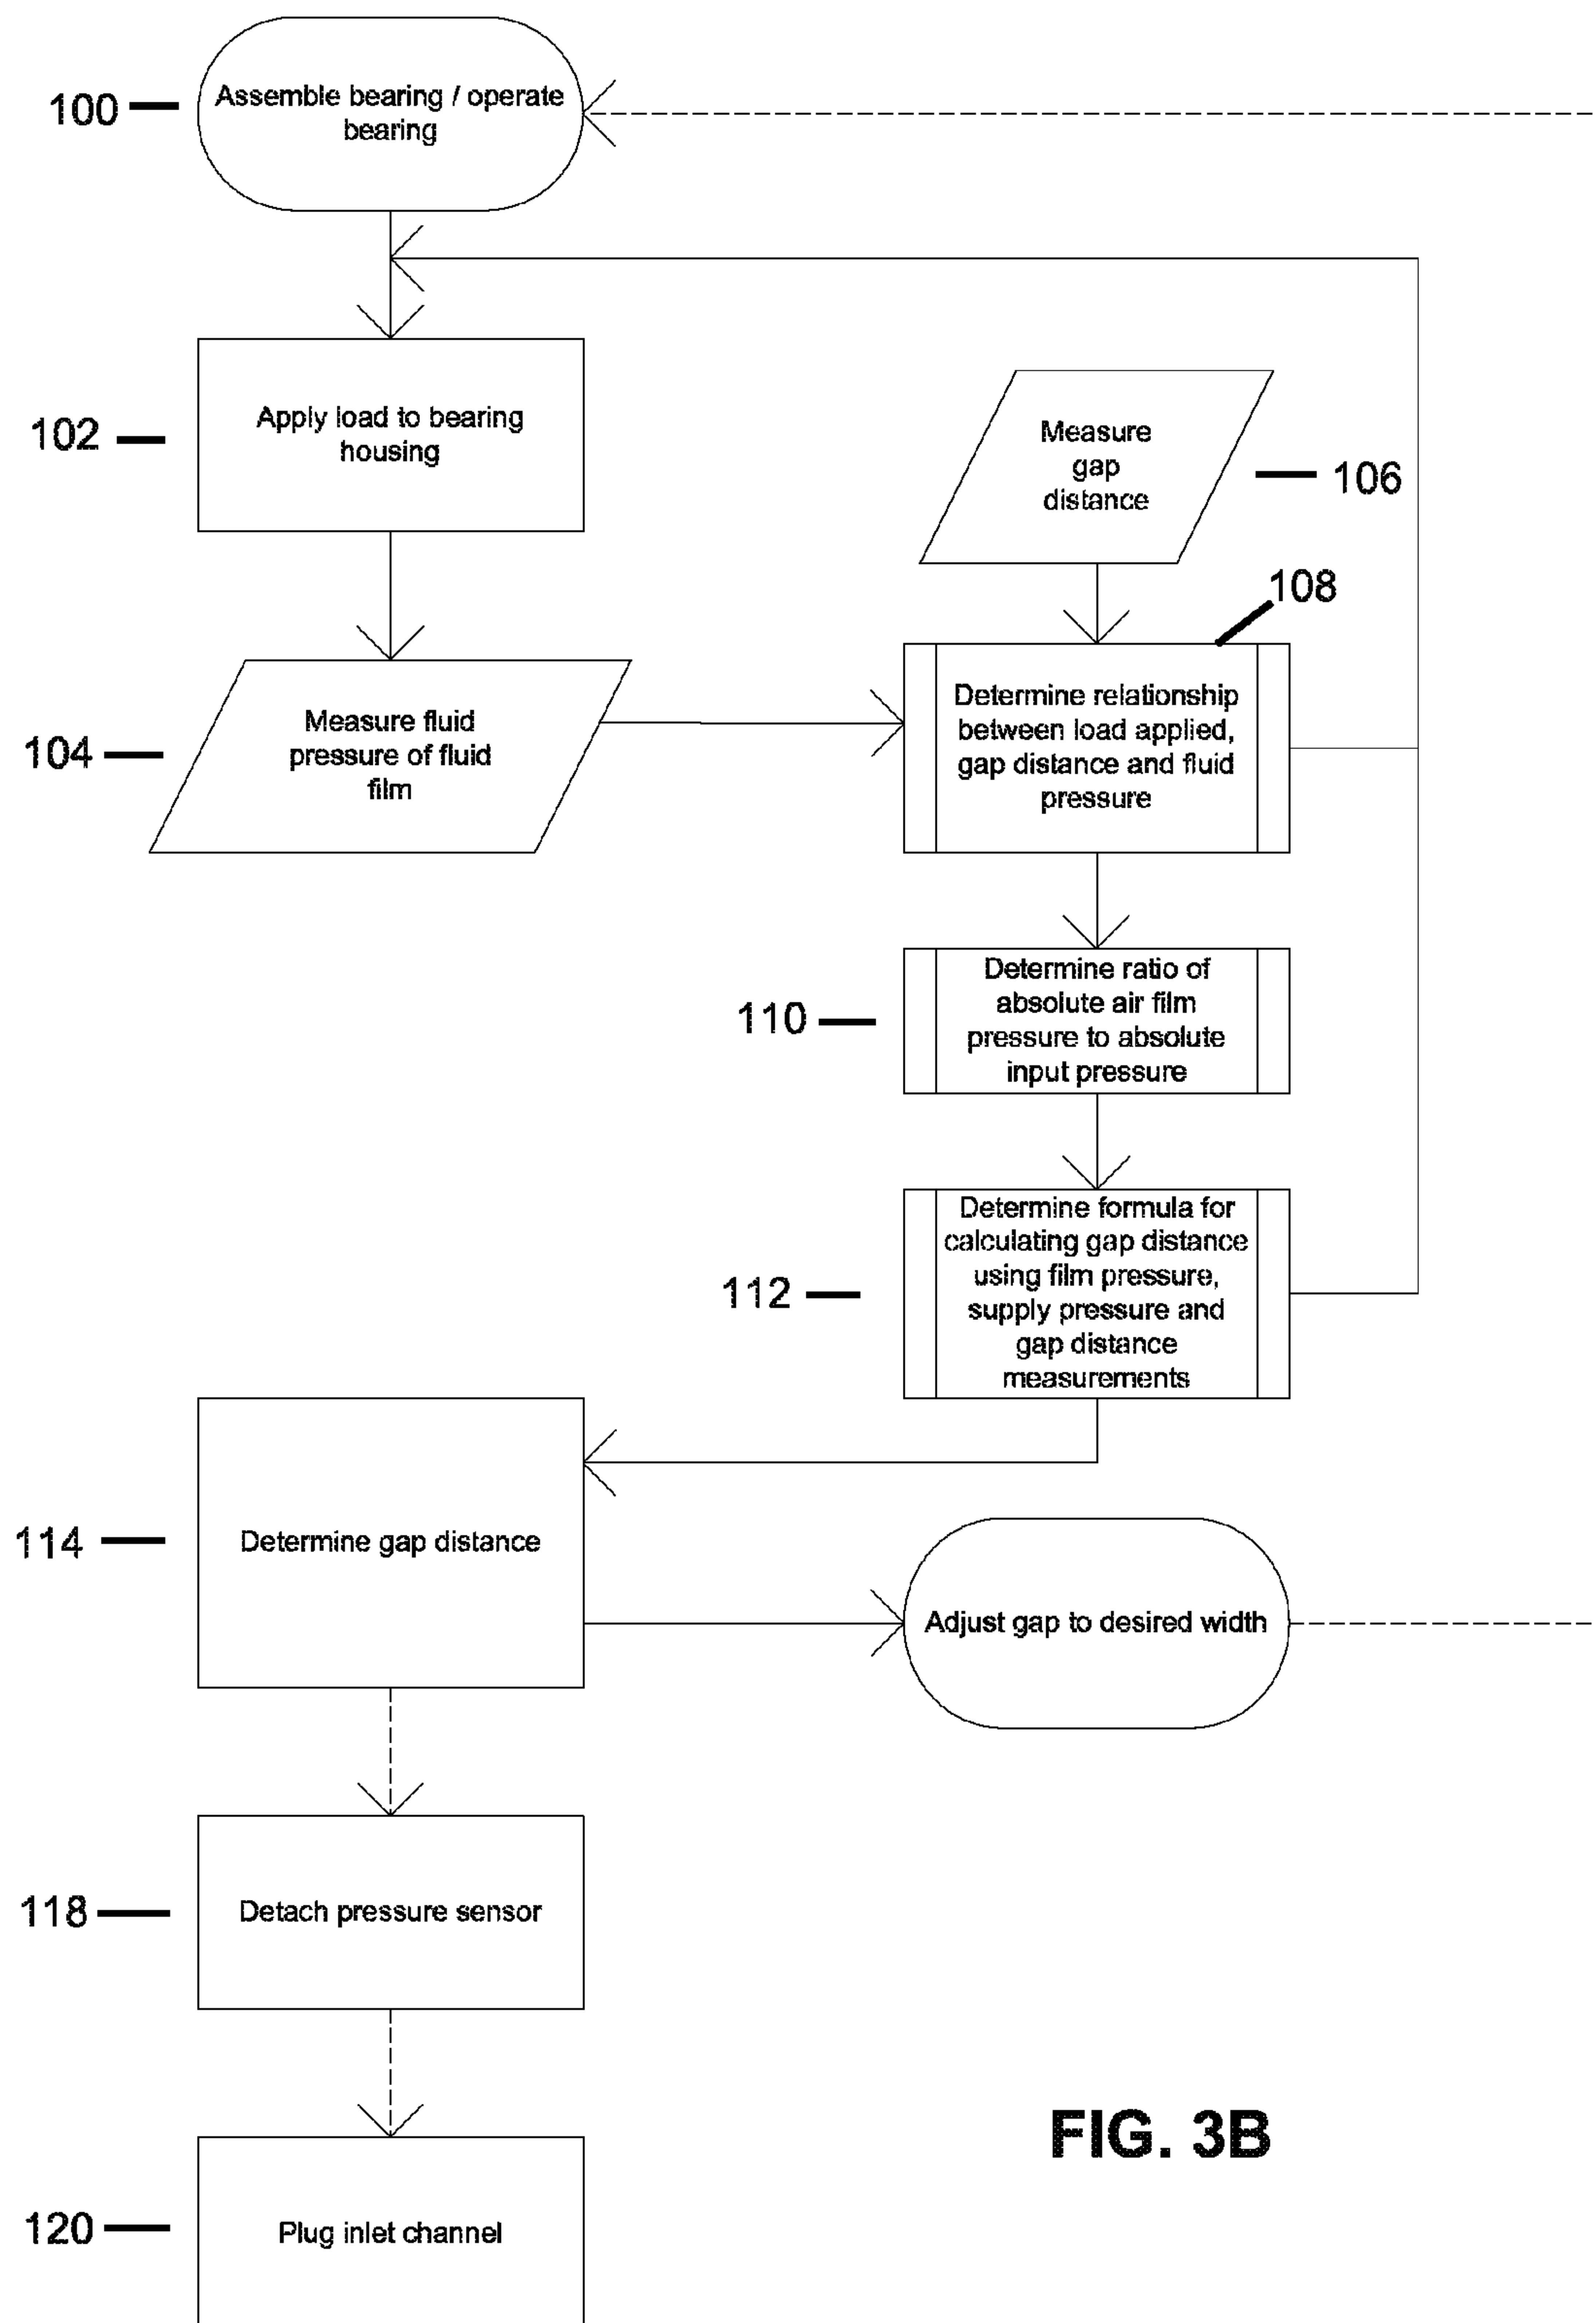 100
Assemble bearing / operate
bearing
102
Apply load to bearing
housing
Measure
gap
distance
106
108
104
Measure fluid
pressure of fluid
film
Determine relationship
between load applied,
gap distance and fluid
pressure
110
Determine ratio of
absolute air film
pressure to absolute
input pressure
112
Determine formula for
calculating gap distance
using film pressure,
supply pressure and
gap distance
measurements
114
Determine gap distance
Adjust gap to desired width
118
Detach pressure sensor
120
Plug inlet channel
FIG. 3B